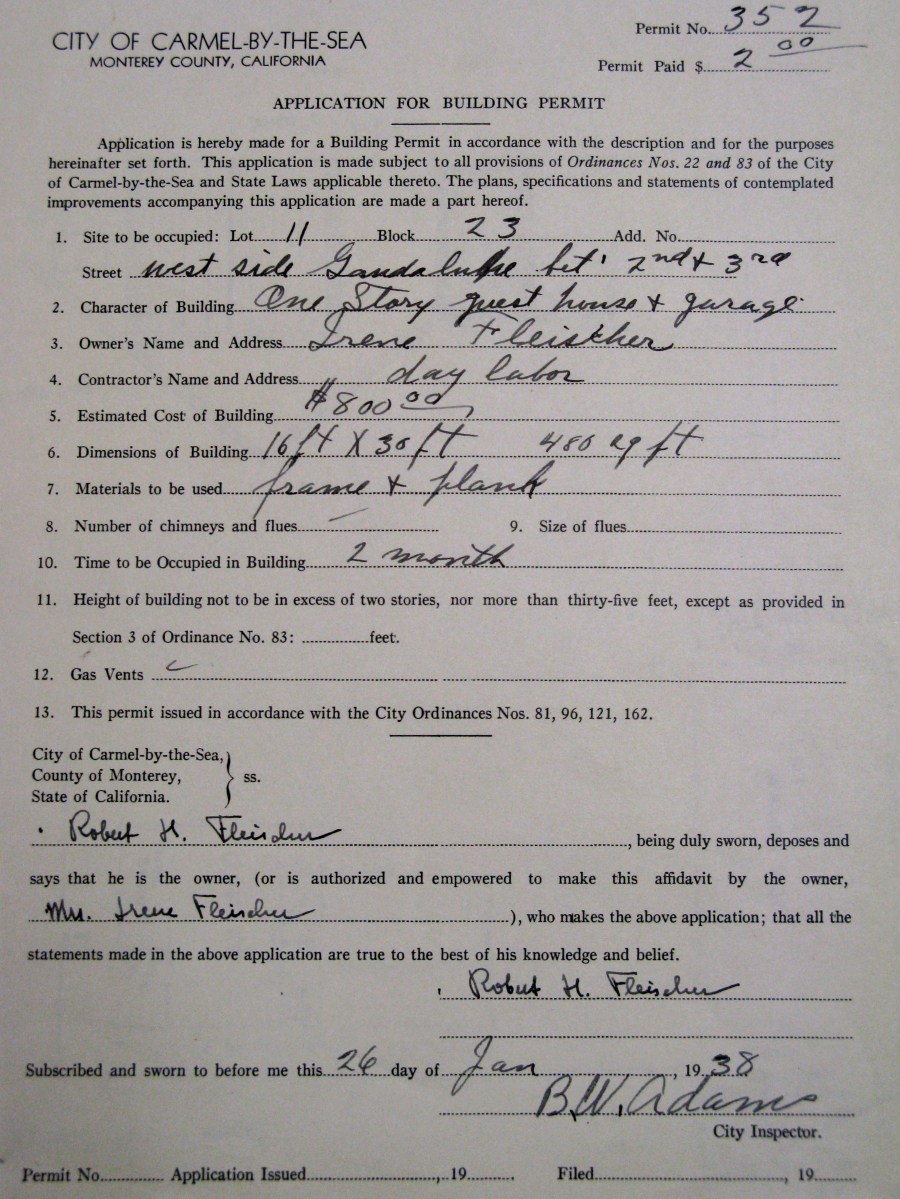 CITY OF CARMEL-BY-THE-SEA
MONTEREY COUNTY, CALIFORNIA
Permit No. 352
Permit Paid $ 2 00
APPLICATION FOR BUILDING PERMIT
Application is hereby made for a Building Permit in accordance with the description and for the purposes
hereinafter set forth. This application is made subject to all provisions of Ordinances Nos. 22 and 83 of the City
of Carmel-by-the-Sea and State Laws applicable thereto. The plans, specifications and statements of contemplated
improvements accompanying this application are made a part hereof.
1. Site to be occupied: Lot 11 Block 23 Add. No.
Street west side bet' 2nd & 3rd
2. Character of Building One Story guest house & garage
3. Owner's Name and Address Irene Fleischer
4. Contractor's Name and Address day labor
5. Estimated Cost of Building $800 00
6. Dimensions of Building 16 ft X 30 ft 480 sq ft
7. Materials to be used frame & plank
8. Number of chimneys and flues — 9. Size of flues
10. Time to be Occupied in Building 2 month
11. Height of building not to be in excess of two stories, nor more than thirty-five feet, except as provided in
Section 3 of Ordinance No. 83: feet.
12. Gas Vents
13. This permit issued in accordance with the City Ordinances Nos. 81, 96, 121, 162.
City of Carmel-by-the-Sea,
County of Monterey, } ss.
State of California.
Robert H. Fleischer, being duly sworn, deposes and
says that he is the owner, (or is authorized and empowered to make this affidavit by the owner,
Mrs. Irene Fleischer), who makes the above application; that all the
statements made in the above application are true to the best of his knowledge and belief.
Robert H. Fleischer
Subscribed and sworn to before me this 26 day of Jan, 1938
B.W. Adams
City Inspector.
Permit No. Application Issued, 19 Filed, 19